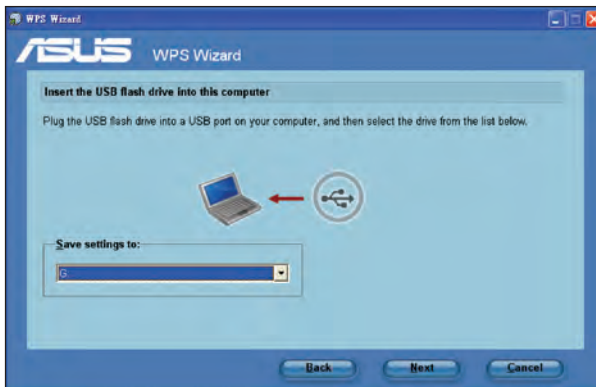 WPS Wizard
ASUS WPS Wizard
Insert the USB flash drive into this computer
Plug the USB flash drive into a USB port on your computer, and then select the drive from the list below.
Save settings to:
G:
Back Next Cancel